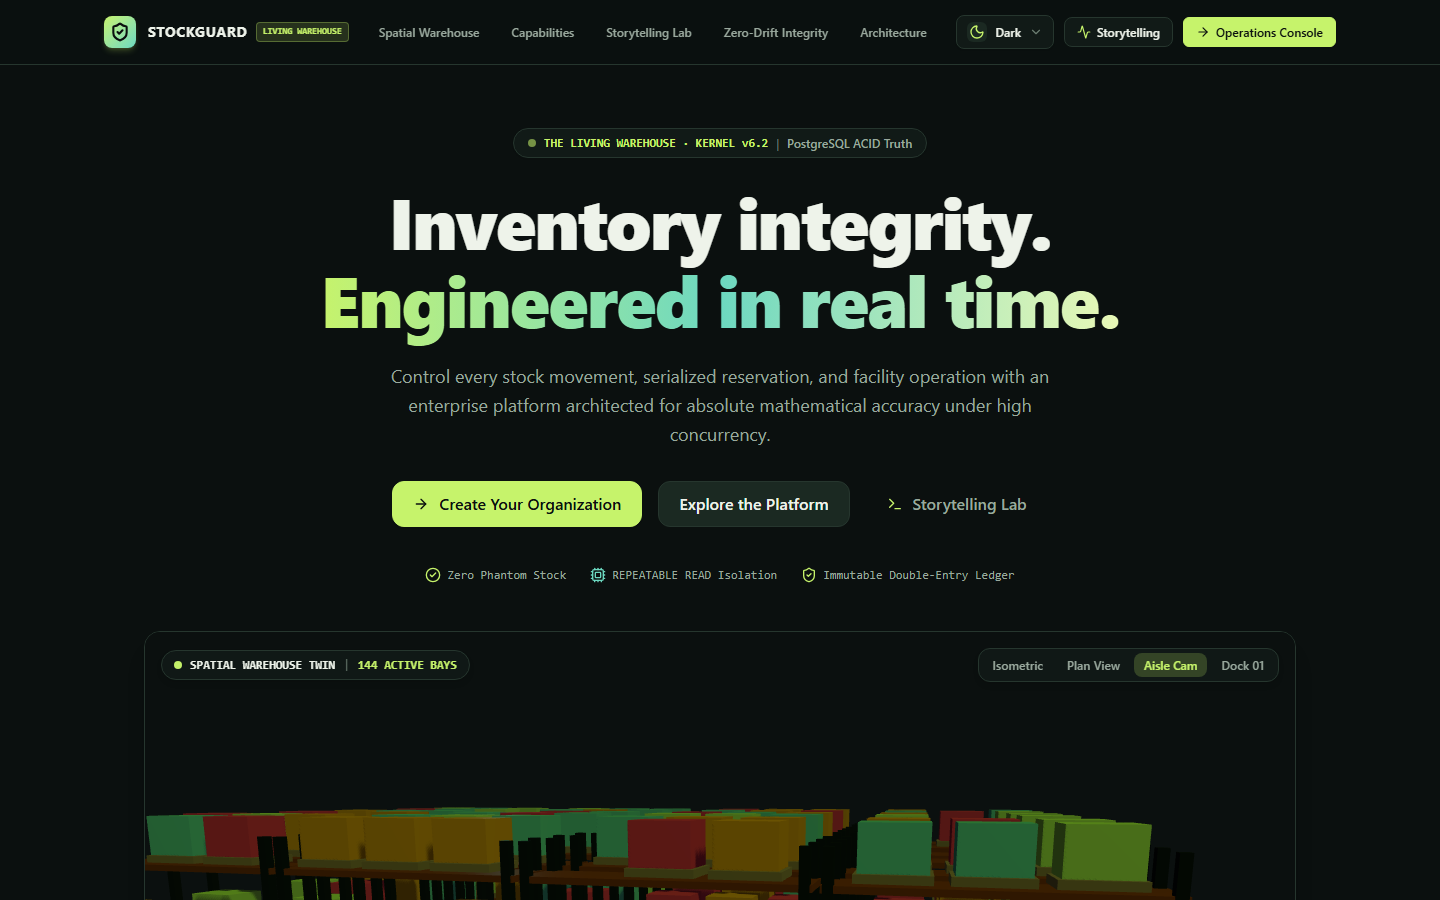 STOCKGUARD LIVING WAREHOUSE Spatial Warehouse Capabilities Storytelling Lab Zero-Drift Integrity Architecture Dark Storytelling Operations Console
THE LIVING WAREHOUSE · KERNEL v6.2 | PostgreSQL ACID Truth
Inventory integrity.
Engineered in real time.
Control every stock movement, serialized reservation, and facility operation with an
enterprise platform architected for absolute mathematical accuracy under high
concurrency.
Create Your Organization Explore the Platform Storytelling Lab
Zero Phantom Stock REPEATABLE READ Isolation Immutable Double-Entry Ledger
SPATIAL WAREHOUSE TWIN | 144 ACTIVE BAYS Isometric Plan View Aisle Cam Dock 01